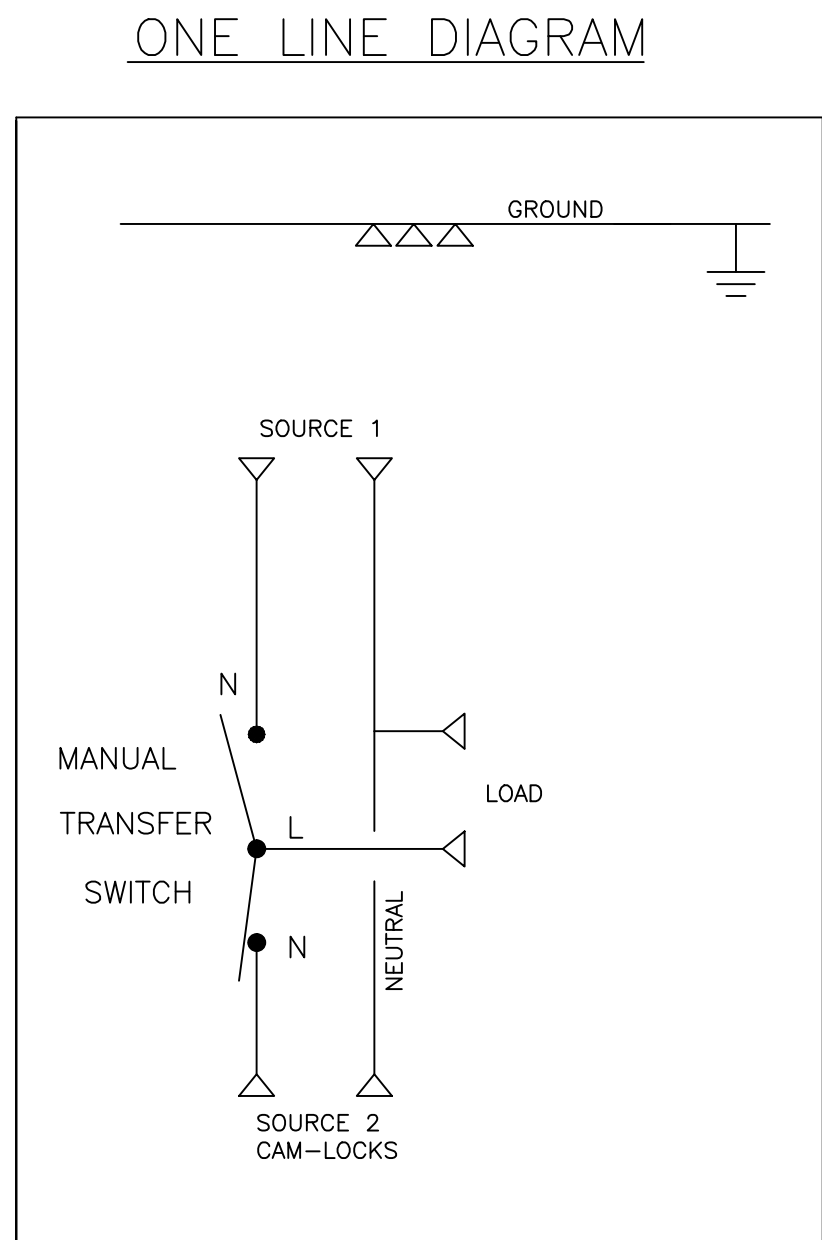 ONE LINE DIAGRAM
GROUND
SOURCE 1
N
MANUAL
LOAD
TRANSFER
L
SWITCH
NEUTRAL
N
SOURCE 2
CAM-LOCKS